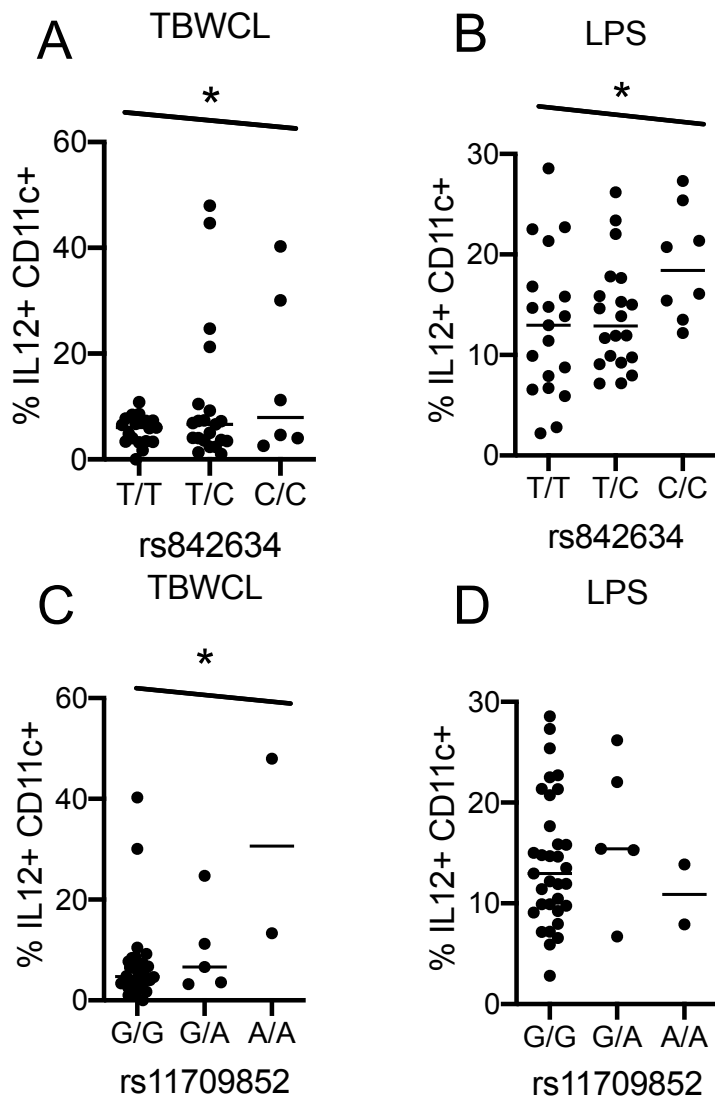 A
TBWCL
*
% IL12+ CD11c+
60
40
20
0
T/T T/C C/C
rs842634
B
LPS
*
% IL12+ CD11c+
30
20
10
0
T/T T/C C/C
rs842634
C
TBWCL
*
% IL12+ CD11c+
60
40
20
0
G/G G/A A/A
rs11709852
D
LPS
% IL12+ CD11c+
30
20
10
0
G/G G/A A/A
rs11709852